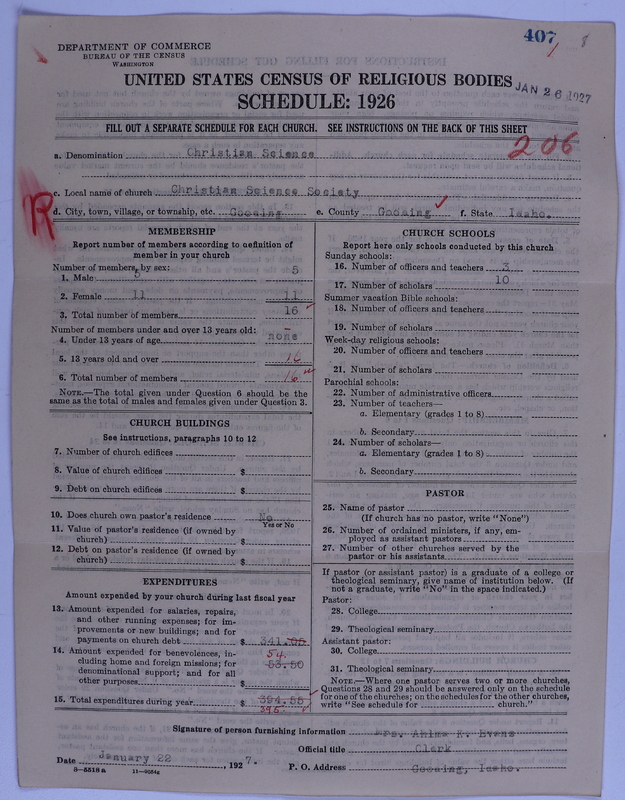 407
8
DEPARTMENT OF COMMERCE
BUREAU OF THE CENSUS
WASHINGTON
UNITED STATES CENSUS OF RELIGIOUS BODIES
JAN 26 1927
SCHEDULE: 1926
FILL OUT A SEPARATE SCHEDULE FOR EACH CHURCH. SEE INSTRUCTIONS ON THE BACK OF THIS SHEET
206
a. Denomination Christian Science
R
c. Local name of church Christian Science Society
d. City, town, village, or township, etc. Gooding e. County Gooding f. State Idaho.
MEMBERSHIP
Report number of members according to definition of
member in your church
Number of members by sex:
1. Male 5 5
2. Female 11 11
3. Total number of members 16
Number of members under and over 13 years old:
4. Under 13 years of age none
5. 13 years old and over 16
6. Total number of members 16
NOTE.—The total given under Question 6 should be
same as the total of males and females given under Question 3.
CHURCH BUILDINGS
See instructions, paragraphs 10 to 12
7. Number of church edifices
8. Value of church edifices $
9. Debt on church edifices $
10. Does church own pastor's residence No
Yes or No
11. Value of pastor's residence (if owned by
church) $
12. Debt on pastor's residence (if owned by
church) $
EXPENDITURES
Amount expended by your church during last fiscal year
13. Amount expended for salaries, repairs,
and other running expenses; for im-
provements or new buildings; and for
payments on church debt $ 341.05
14. Amount expended for benevolences, in-
cluding home and foreign missions; for
denominational support; and for all
other purposes $
54
53.50
15. Total expenditures during year $ 394.55
395
CHURCH SCHOOLS
Report here only schools conducted by this church
Sunday schools:
16. Number of officers and teachers 3
17. Number of scholars 10
Summer vacation Bible schools:
18. Number of officers and teachers
19. Number of scholars
Week-day religious schools:
20. Number of officers and teachers
21. Number of scholars
Parochial schools:
22. Number of administrative officers
23. Number of teachers—
a. Elementary (grades 1 to 8)
b. Secondary
24. Number of scholars—
a. Elementary (grades 1 to 8)
b. Secondary
PASTOR
25. Name of pastor
(If church has no pastor, write "None")
26. Number of ordained ministers, if any, em-
ployed as assistant pastors
27. Number of other churches served by the
pastor or his assistants
If pastor (or assistant pastor) is a graduate of a college or
theological seminary, give name of institution below. (If
not a graduate, write "No" in the space indicated.)
Pastor:
28. College
29. Theological seminary
Assistant pastor:
30. College
31. Theological seminary
NOTE.—Where one pastor serves two or more churches,
Questions 28 and 29 should be answered only on the schedule
for one of the churches; on the schedules for the other churches,
write "See schedule for church."
Signature of person furnishing information Mrs. K. Evans
Official title Clerk
Date January 22, 1927.
P. O. Address Gooding, Idaho.
8-5518a 11-9054g